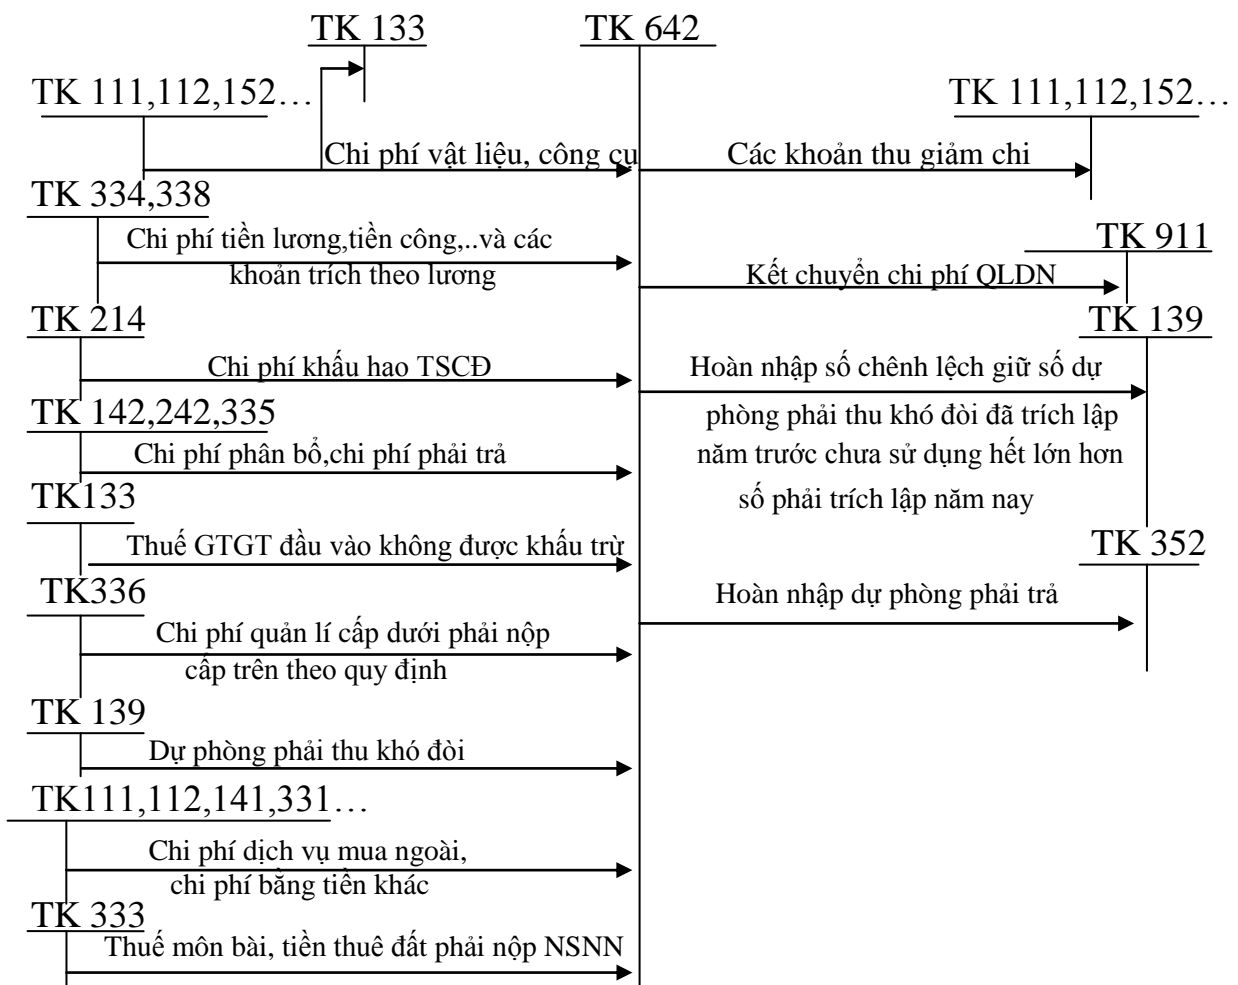 TK 133
TK 642
TK 111,112,152…
TK 111,112,152…
Chi phí vật liệu, công cụ
Các khoản thu giảm chi
TK 334,338
Chi phí tiền lương,tiền công,..và các
khoản trích theo lương
TK 911
Kết chuyển chi phí QLDN
TK 214
TK 139
Chi phí khấu hao TSCĐ
Hoàn nhập số chênh lệch giữ số dự
phòng phải thu khó đòi đã trích lập
năm trước chưa sử dụng hết lớn hơn
số phải trích lập năm nay
TK 142,242,335
Chi phí phân bổ,chi phí phải trả
TK133
Thuế GTGT đầu vào không được khấu trừ
TK 352
Hoàn nhập dự phòng phải trả
TK336
Chi phí quản lí cấp dưới phải nộp
cấp trên theo quy định
TK 139
Dự phòng phải thu khó đòi
TK111,112,141,331…
Chi phí dịch vụ mua ngoài,
chi phí bằng tiền khác
TK 333
Thuế môn bài, tiền thuê đất phải nộp NSNN